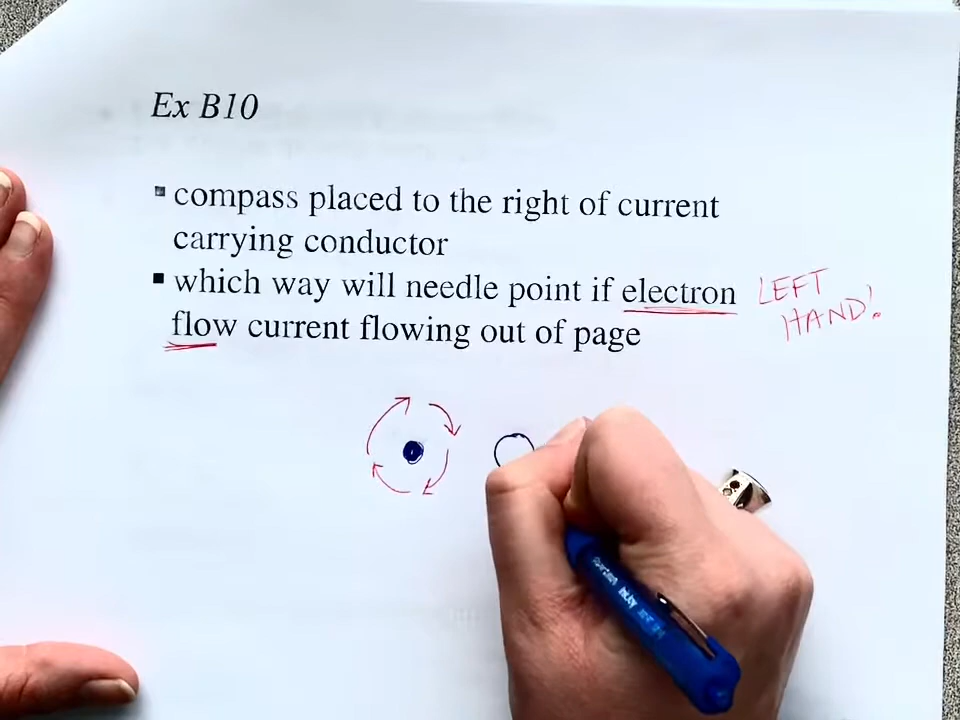 Ex B10
▪ compass placed to the right of current
carrying conductor
▪ which way will needle point if electron
flow current flowing out of page
LEFT
HAND!